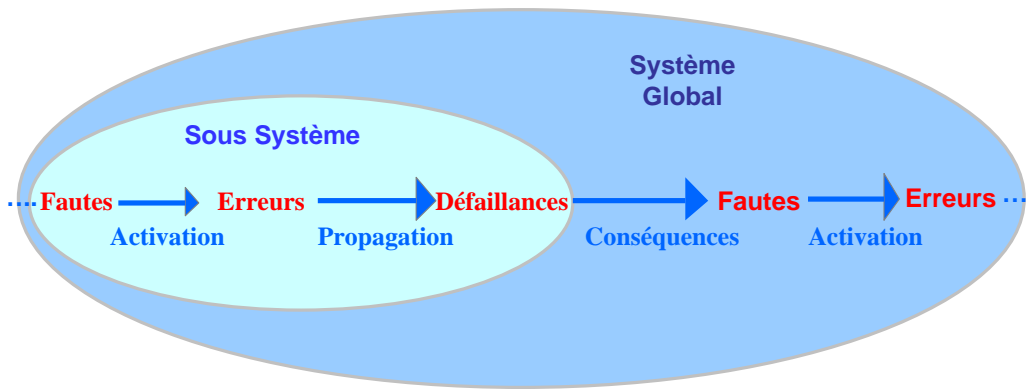 Système
Global
Sous Système
.... Fautes Erreurs Défaillances Fautes Erreurs ...
Activation Propagation Conséquences Activation